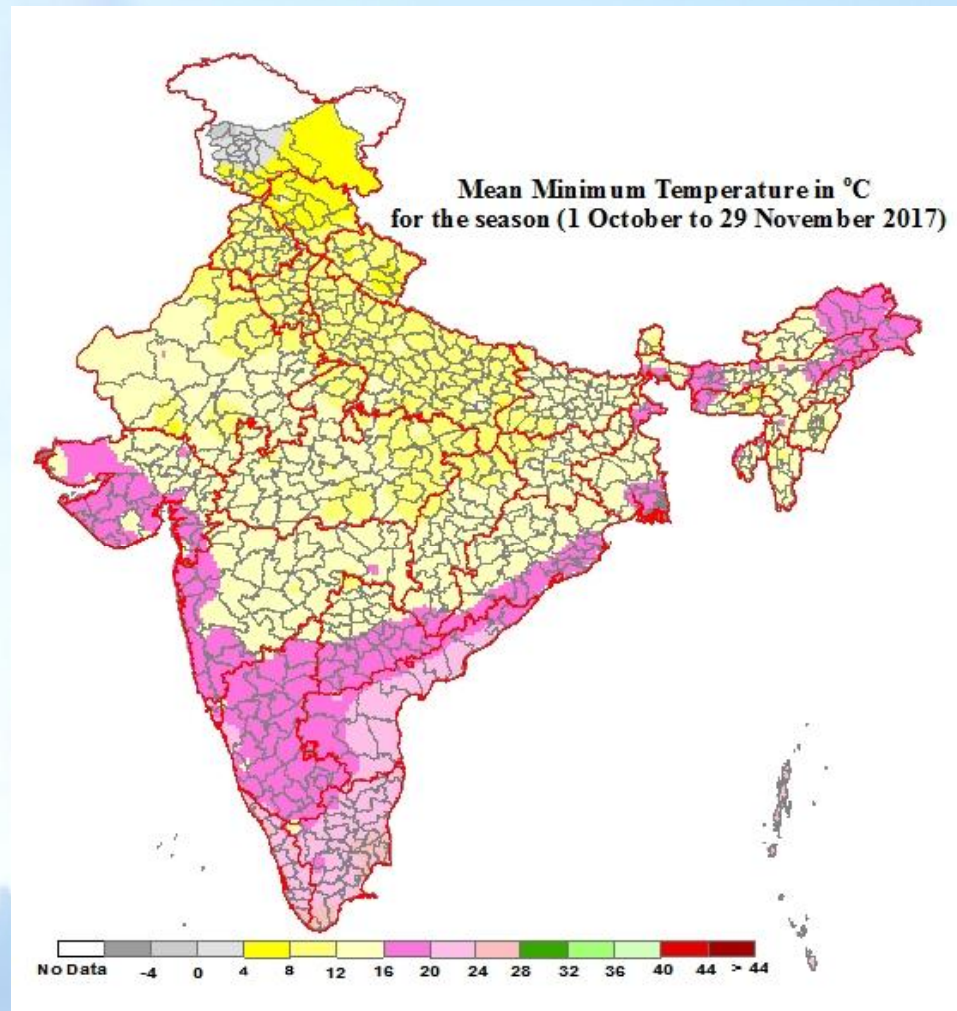 Mean Minimum Temperature in °C
for the season (1 October to 29 November 2017)
No Data -4 0 4 8 12 16 20 24 28 32 36 40 44 > 44